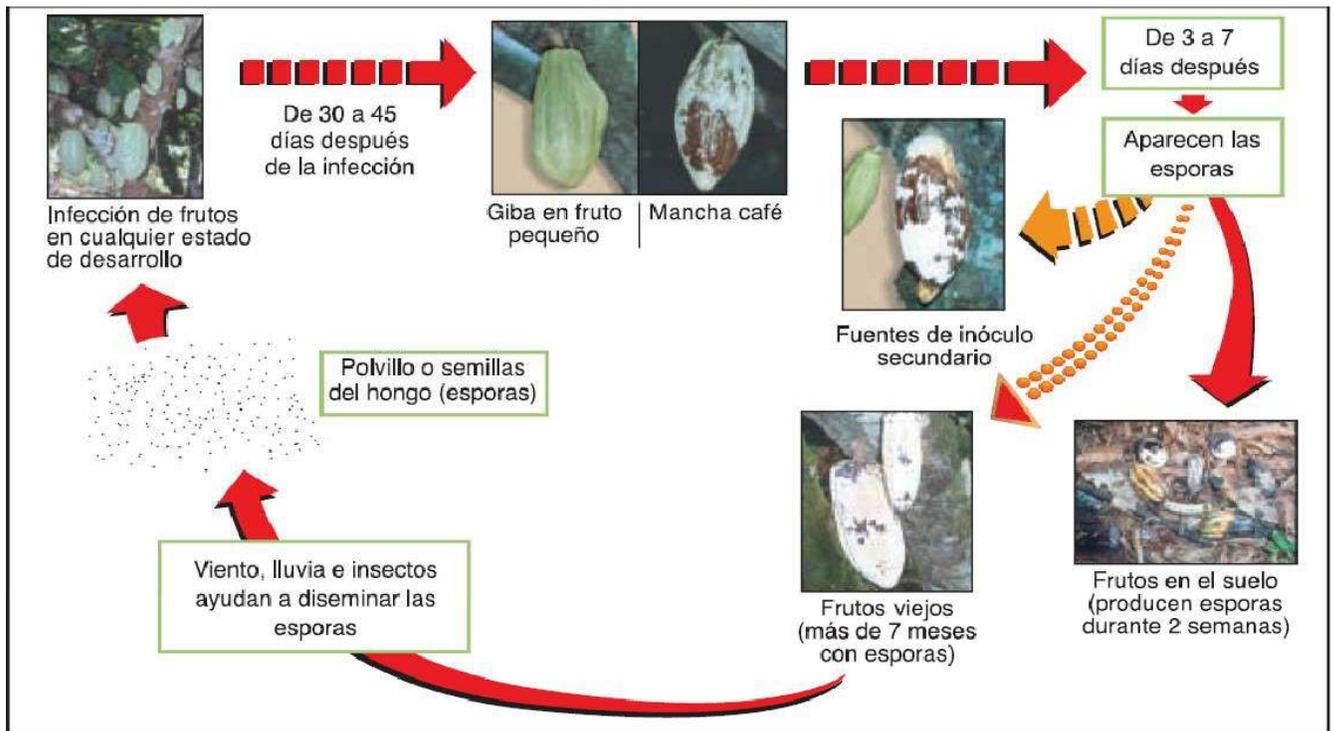 De 30 a 45
días después
de la infección
Infección de frutos
en cualquier estado
de desarrollo
Giba en fruto
pequeño
Mancha café
De 3 a 7
días después
Aparecen las
esporas
Fuentes de inóculo
secundario
Polvillo o semillas
del hongo (esporas)
Viento, lluvia e insectos
ayudan a diseminar las
esporas
Frutos viejos
(más de 7 meses
con esporas)
Frutos en el suelo
(producen esporas
durante 2 semanas)